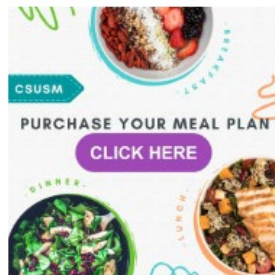 BREAKFAST
CSUSM
PURCHASE YOUR MEAL PLAN
CLICK HERE
DINNER
LUNCH